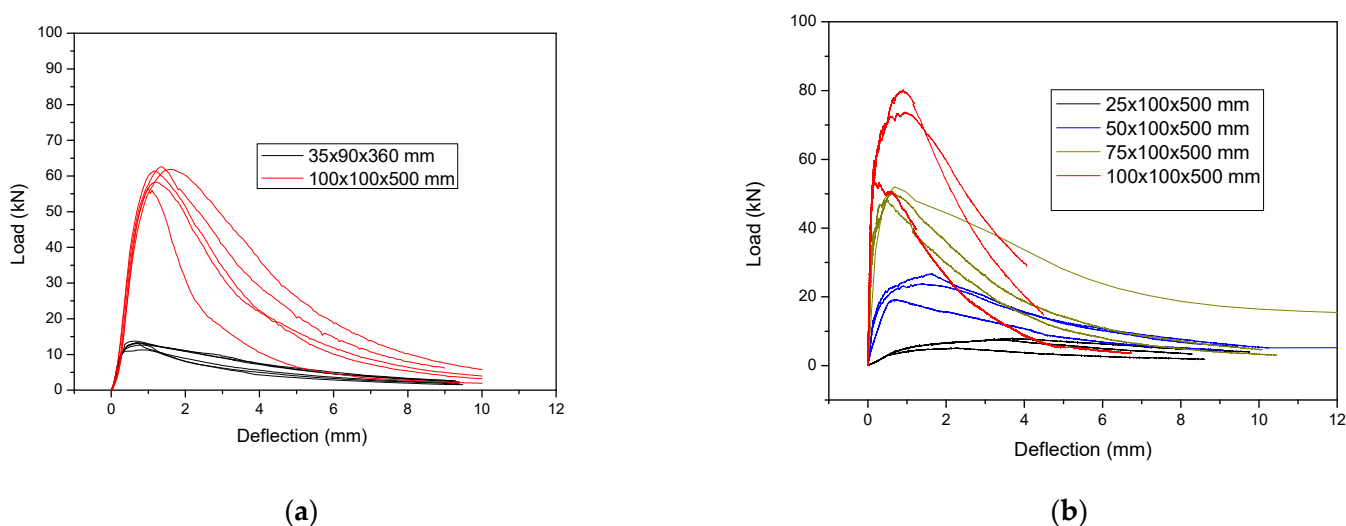 100
90
80
70
60
50
40
30
20
10
0
Load (kN)
35x90x360 mm
100x100x500 mm
0 2 4 6 8 10 12
Deflection (mm)
(a)
100
80
60
40
20
0
Load (kN)
25x100x500 mm
50x100x500 mm
75x100x500 mm
100x100x500 mm
0 2 4 6 8 10 12
Deflection (mm)
(b)